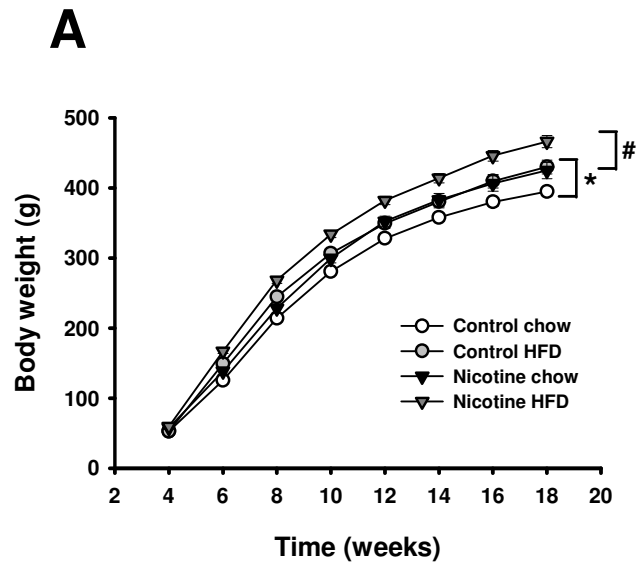 A
500
400
300
200
100
0
Body weight (g)
#
*
Control chow
Control HFD
Nicotine chow
Nicotine HFD
2 4 6 8 10 12 14 16 18 20
Time (weeks)